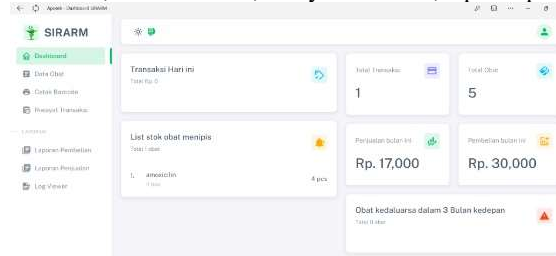 Apotek - Dashboard SIRARM
SIRARM
Dashboard
Data Obat
Cetak Barcode
Riwayat Transaksi
LAPORAN
Laporan Pembelian
Laporan Penjualan
Log Viewer
Transaksi Hari ini
Total Rp. 0
List stok obat menipis
Total 1 obat
1. amoxicilin
4 pcs
Total Transaksi
1
Total Obat
5
Penjualan bulan ini
Rp. 17,000
Pembelian bulan ini
Rp. 30,000
Obat kedaluarsa dalam 3 Bulan kedepan
Total 0 obat